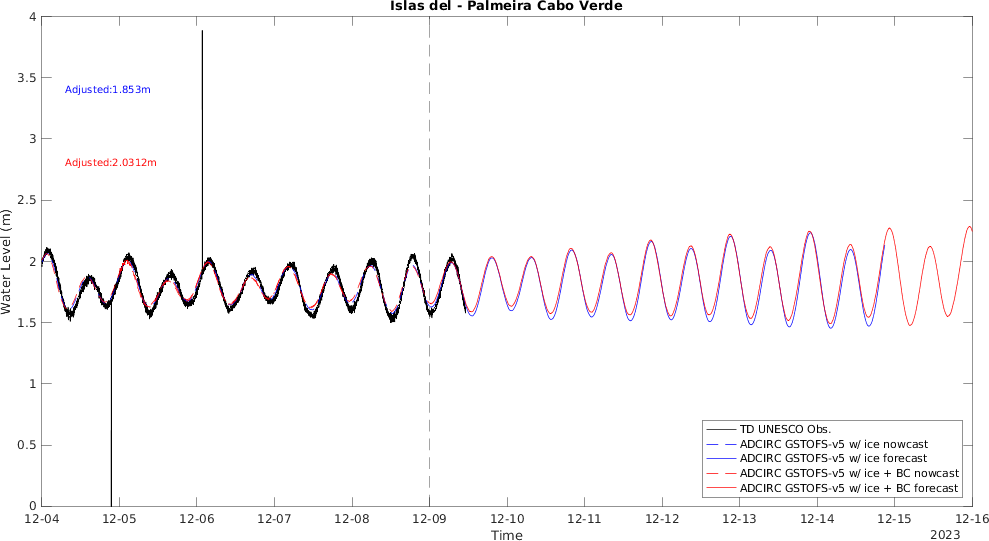 Islas del - Palmeira Cabo Verde
4
3.5
3
2.5
2
1.5
1
0.5
0
Water Level (m)
Adjusted:1.853m
Adjusted:2.0312m
TD UNESCO Obs.
ADCIRC GSTOFS-v5 w/ ice nowcast
ADCIRC GSTOFS-v5 w/ ice forecast
ADCIRC GSTOFS-v5 w/ ice + BC nowcast
ADCIRC GSTOFS-v5 w/ ice + BC forecast
12-04 12-05 12-06 12-07 12-08 12-09 12-10 12-11 12-12 12-13 12-14 12-15 12-16
Time
2023